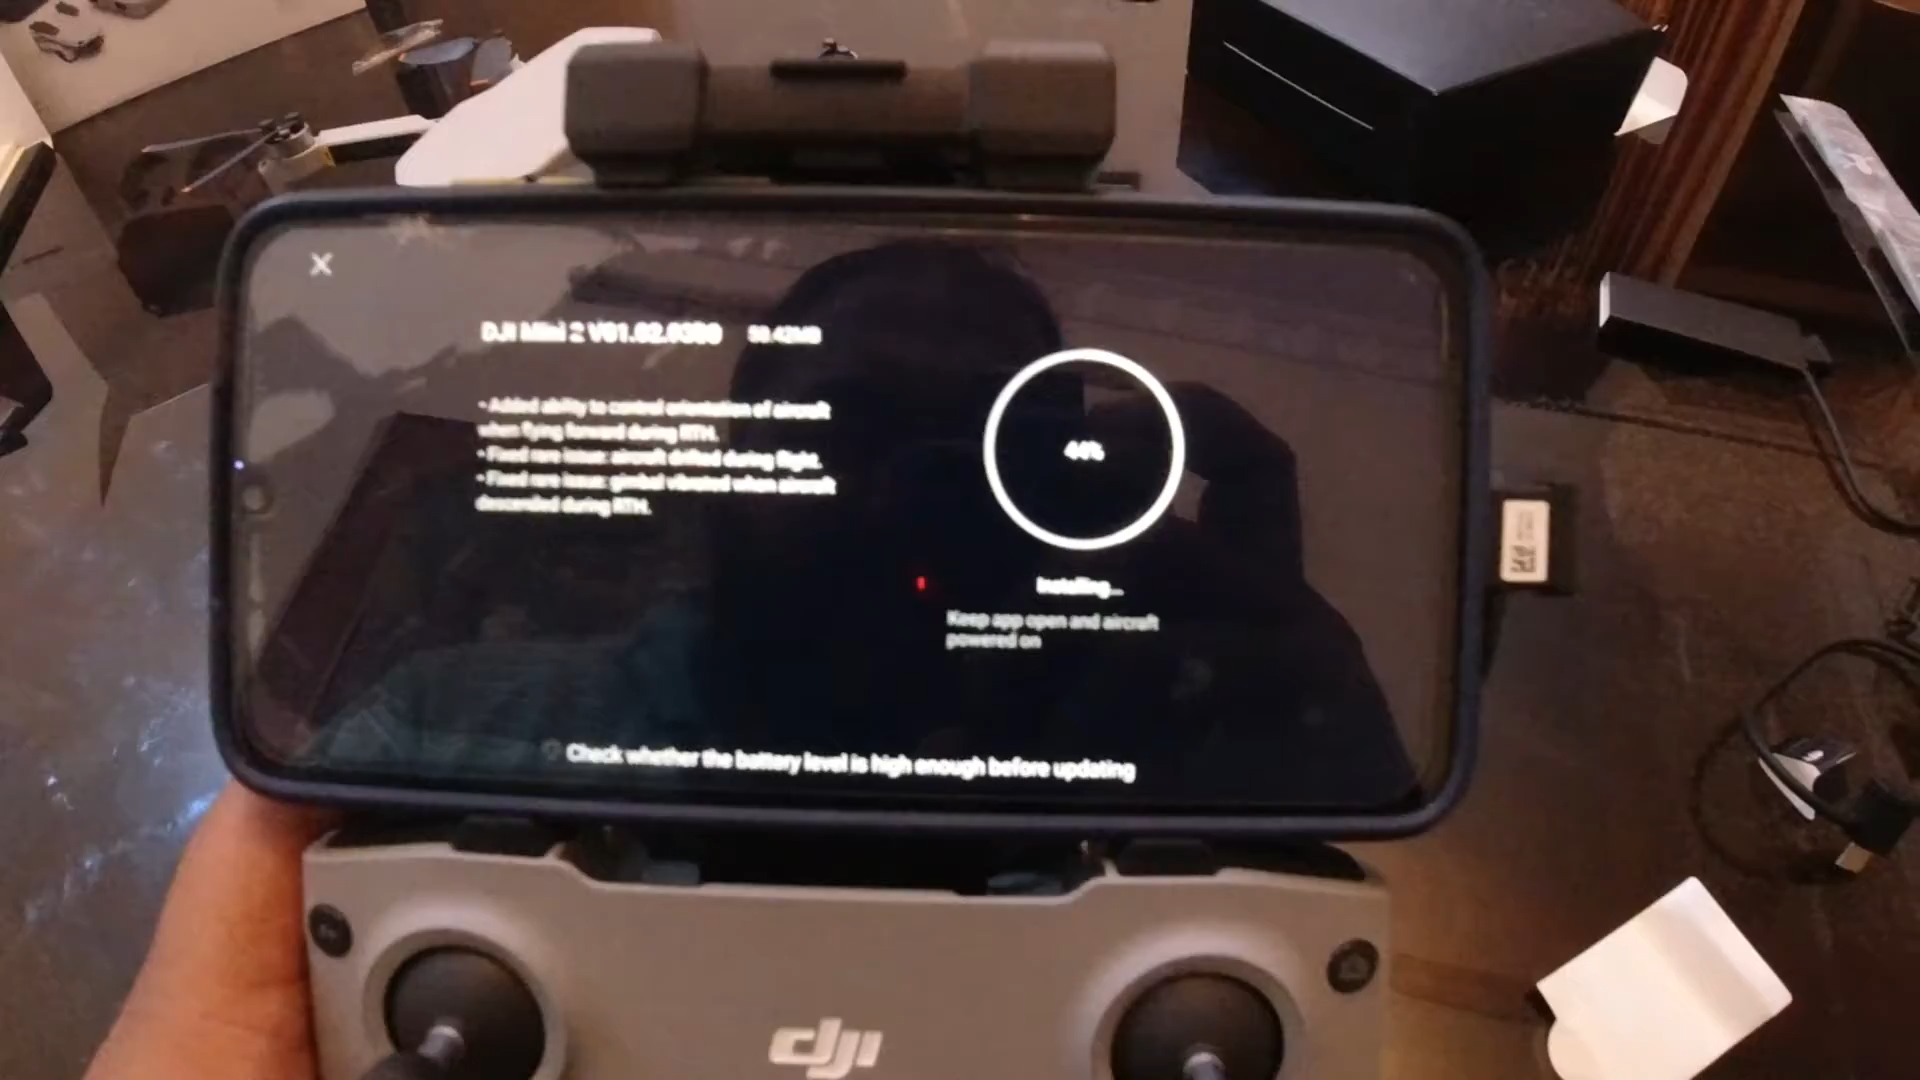 X
DJI Mini 2 V01.02.0300
- Added ability to control orientation of aircraft
when flying forward during RTH.
- Fixed rare issue: aircraft drifted during flight.
- Fixed rare issue: gimbal vibrated when aircraft
descended during RTH.
44%
Installing...
Keep app open and aircraft
powered on
Check whether the battery level is high enough before updating
dji